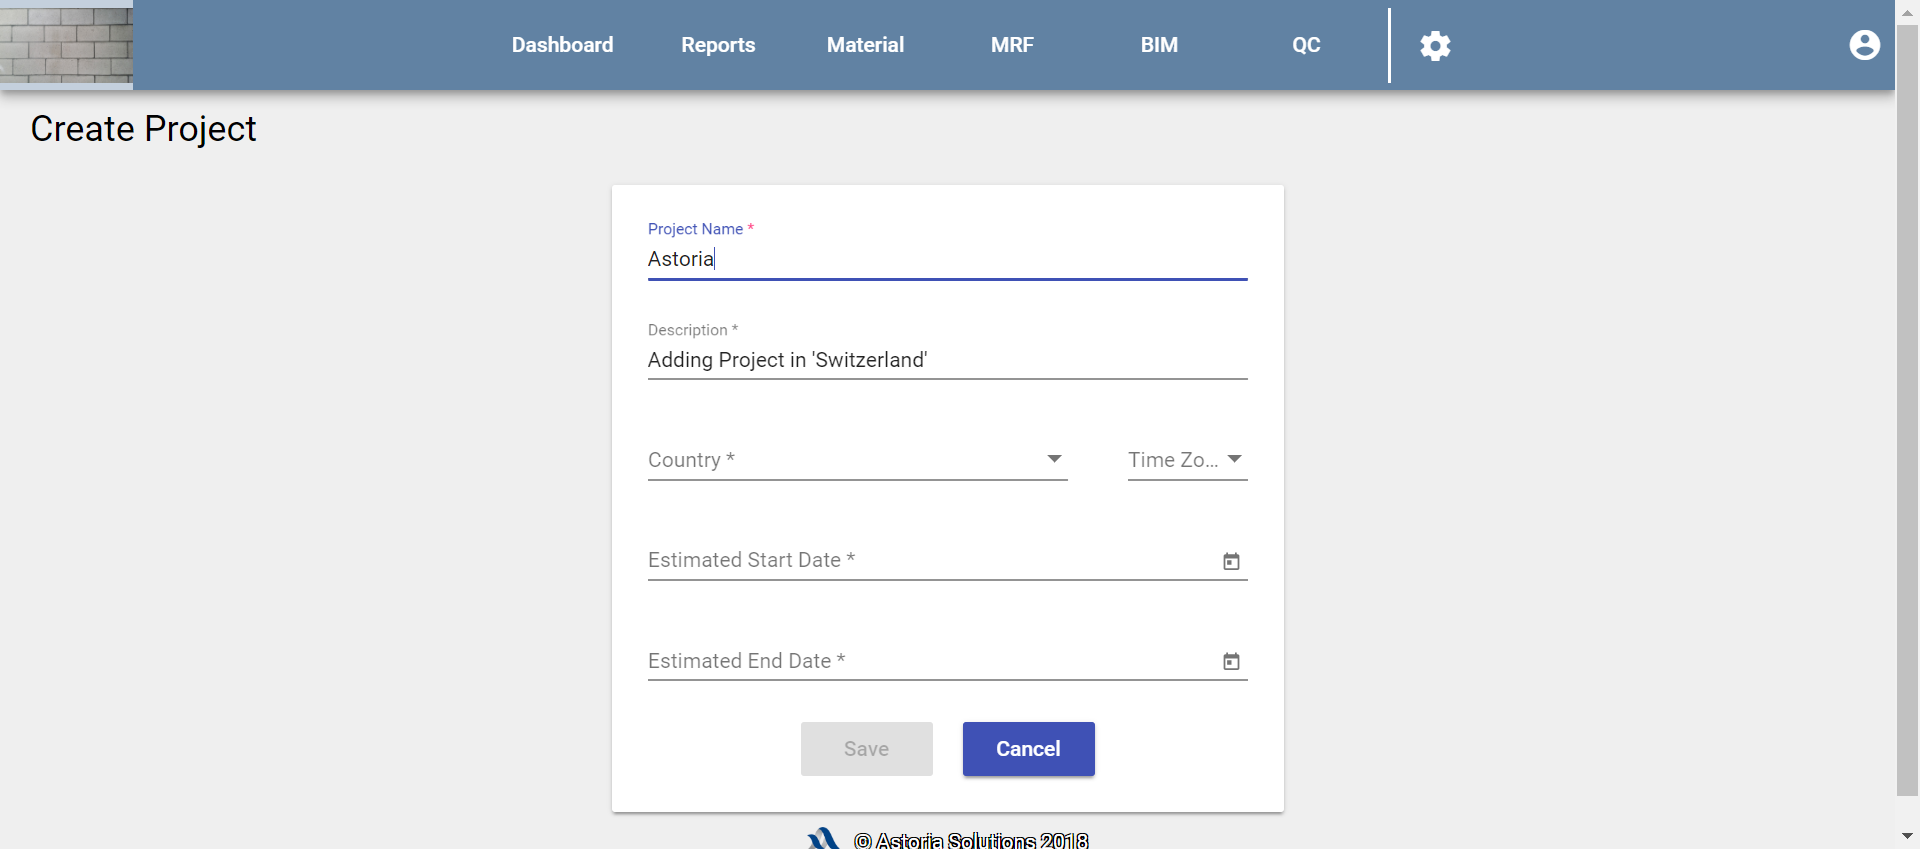 Dashboard Reports Material MRF BIM QC
Create Project
Project Name *
Astoria
Description *
Adding Project in 'Switzerland'
Country * Time Zo...
Estimated Start Date *
Estimated End Date *
Save Cancel
© Astoria Solutions 2018